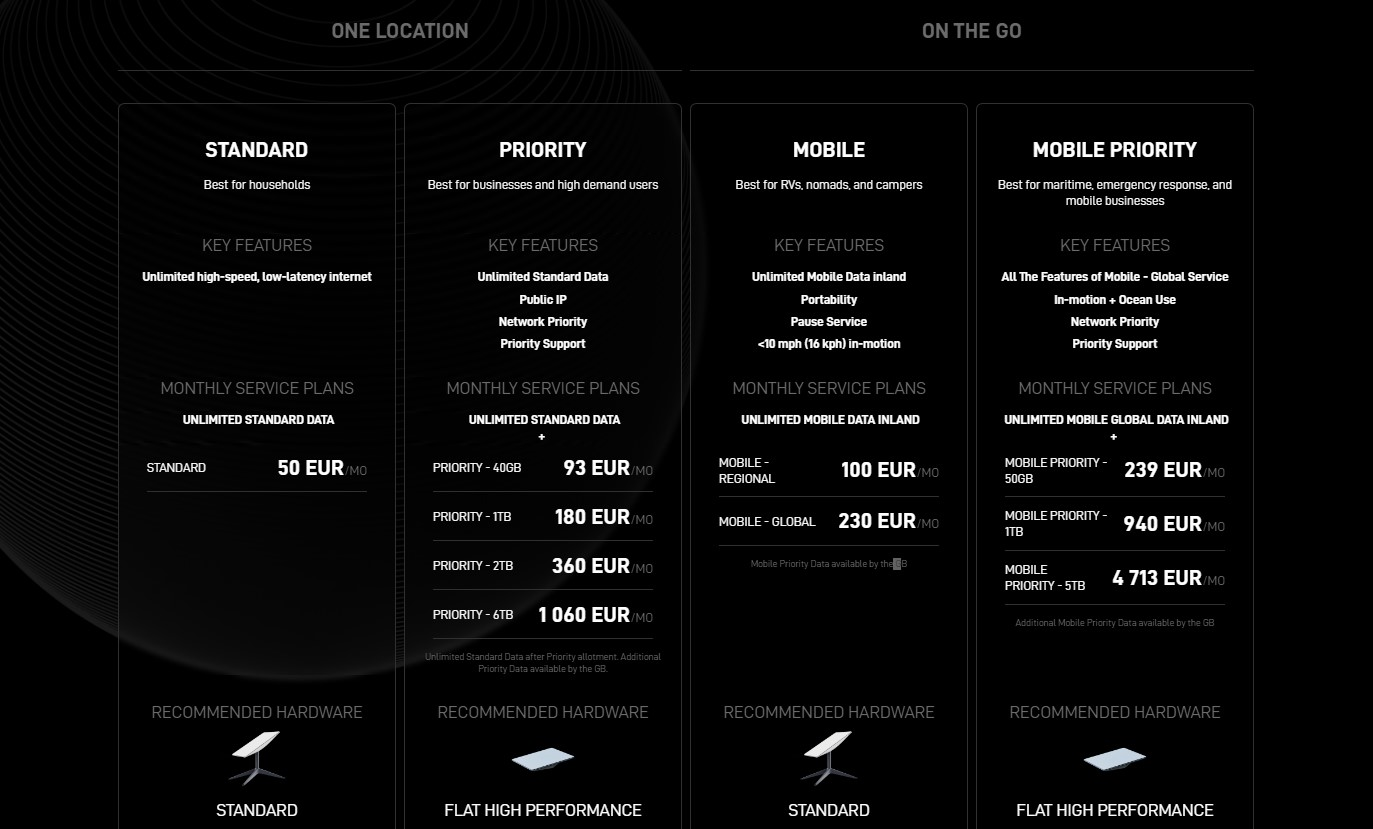 ONE LOCATION
ON THE GO
STANDARD
Best for households
KEY FEATURES
Unlimited high-speed, low-latency internet
MONTHLY SERVICE PLANS
UNLIMITED STANDARD DATA
STANDARD 50 EUR/MO
RECOMMENDED HARDWARE
STANDARD
PRIORITY
Best for businesses and high demand users
KEY FEATURES
Unlimited Standard Data
Public IP
Network Priority
Priority Support
MONTHLY SERVICE PLANS
UNLIMITED STANDARD DATA
+
PRIORITY - 40GB 93 EUR/MO
PRIORITY - 1TB 180 EUR/MO
PRIORITY - 2TB 360 EUR/MO
PRIORITY - 6TB 1 060 EUR/MO
Unlimited Standard Data after Priority allotment. Additional
Priority Data available by the GB.
RECOMMENDED HARDWARE
FLAT HIGH PERFORMANCE
MOBILE
Best for RVs, nomads, and campers
KEY FEATURES
Unlimited Mobile Data inland
Portability
Pause Service
<10 mph (16 kph) in-motion
MONTHLY SERVICE PLANS
UNLIMITED MOBILE DATA INLAND
MOBILE -
REGIONAL 100 EUR/MO
MOBILE - GLOBAL 230 EUR/MO
Mobile Priority Data available by the GB
RECOMMENDED HARDWARE
STANDARD
MOBILE PRIORITY
Best for maritime, emergency response, and
mobile businesses
KEY FEATURES
All The Features of Mobile - Global Service
In-motion + Ocean Use
Network Priority
Priority Support
MONTHLY SERVICE PLANS
UNLIMITED MOBILE GLOBAL DATA INLAND
+
MOBILE PRIORITY -
50GB 239 EUR/MO
MOBILE PRIORITY -
1TB 940 EUR/MO
MOBILE
PRIORITY - 5TB 4 713 EUR/MO
Additional Mobile Priority Data available by the GB
RECOMMENDED HARDWARE
FLAT HIGH PERFORMANCE